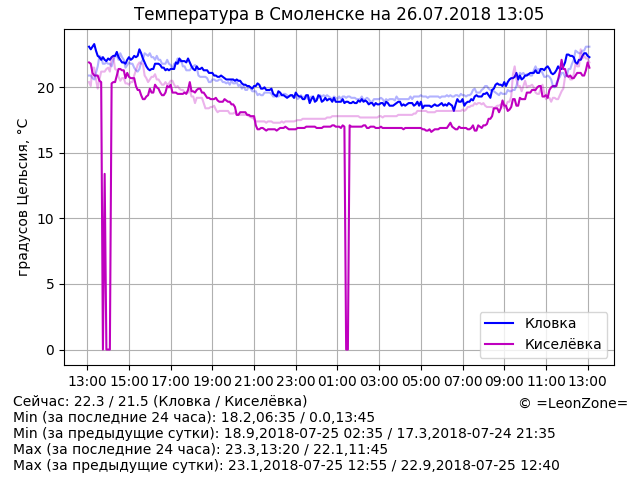 Температура в Смоленске на 26.07.2018 13:05
градусов Цельсия, °C
20
15
10
5
0
13:00 15:00 17:00 19:00 21:00 23:00 01:00 03:00 05:00 07:00 09:00 11:00 13:00
Кловка
Киселёвка
© =LeonZone=
Сейчас: 22.3 / 21.5 (Кловка / Киселёвка)
Min (за последние 24 часа): 18.2,06:35 / 0.0,13:45
Min (за предыдущие сутки): 18.9,2018-07-25 02:35 / 17.3,2018-07-24 21:35
Max (за последние 24 часа): 23.3,13:20 / 22.1,11:45
Max (за предыдущие сутки): 23.1,2018-07-25 12:55 / 22.9,2018-07-25 12:40